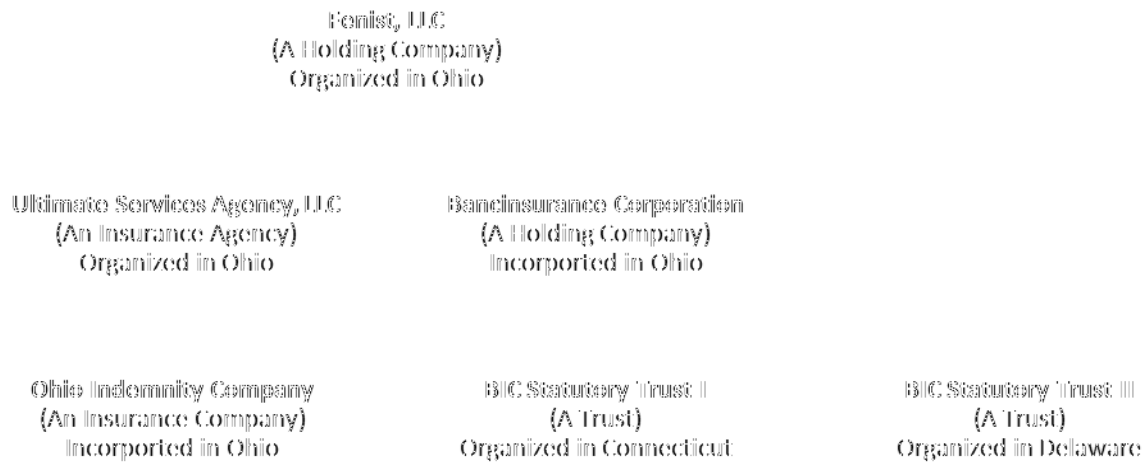 Fenist, LLC
(A Holding Company)
Organized in Ohio
Ultimate Services Agency, LLC
(An Insurance Agency)
Organized in Ohio
Bancinsurance Corporation
(A Holding Company)
Incorported in Ohio
Ohio Indemnity Company
(An Insurance Company)
Incorported in Ohio
BIC Statutory Trust I
(A Trust)
Organized in Connecticut
BIC Statutory Trust II
(A Trust)
Organized in Delaware